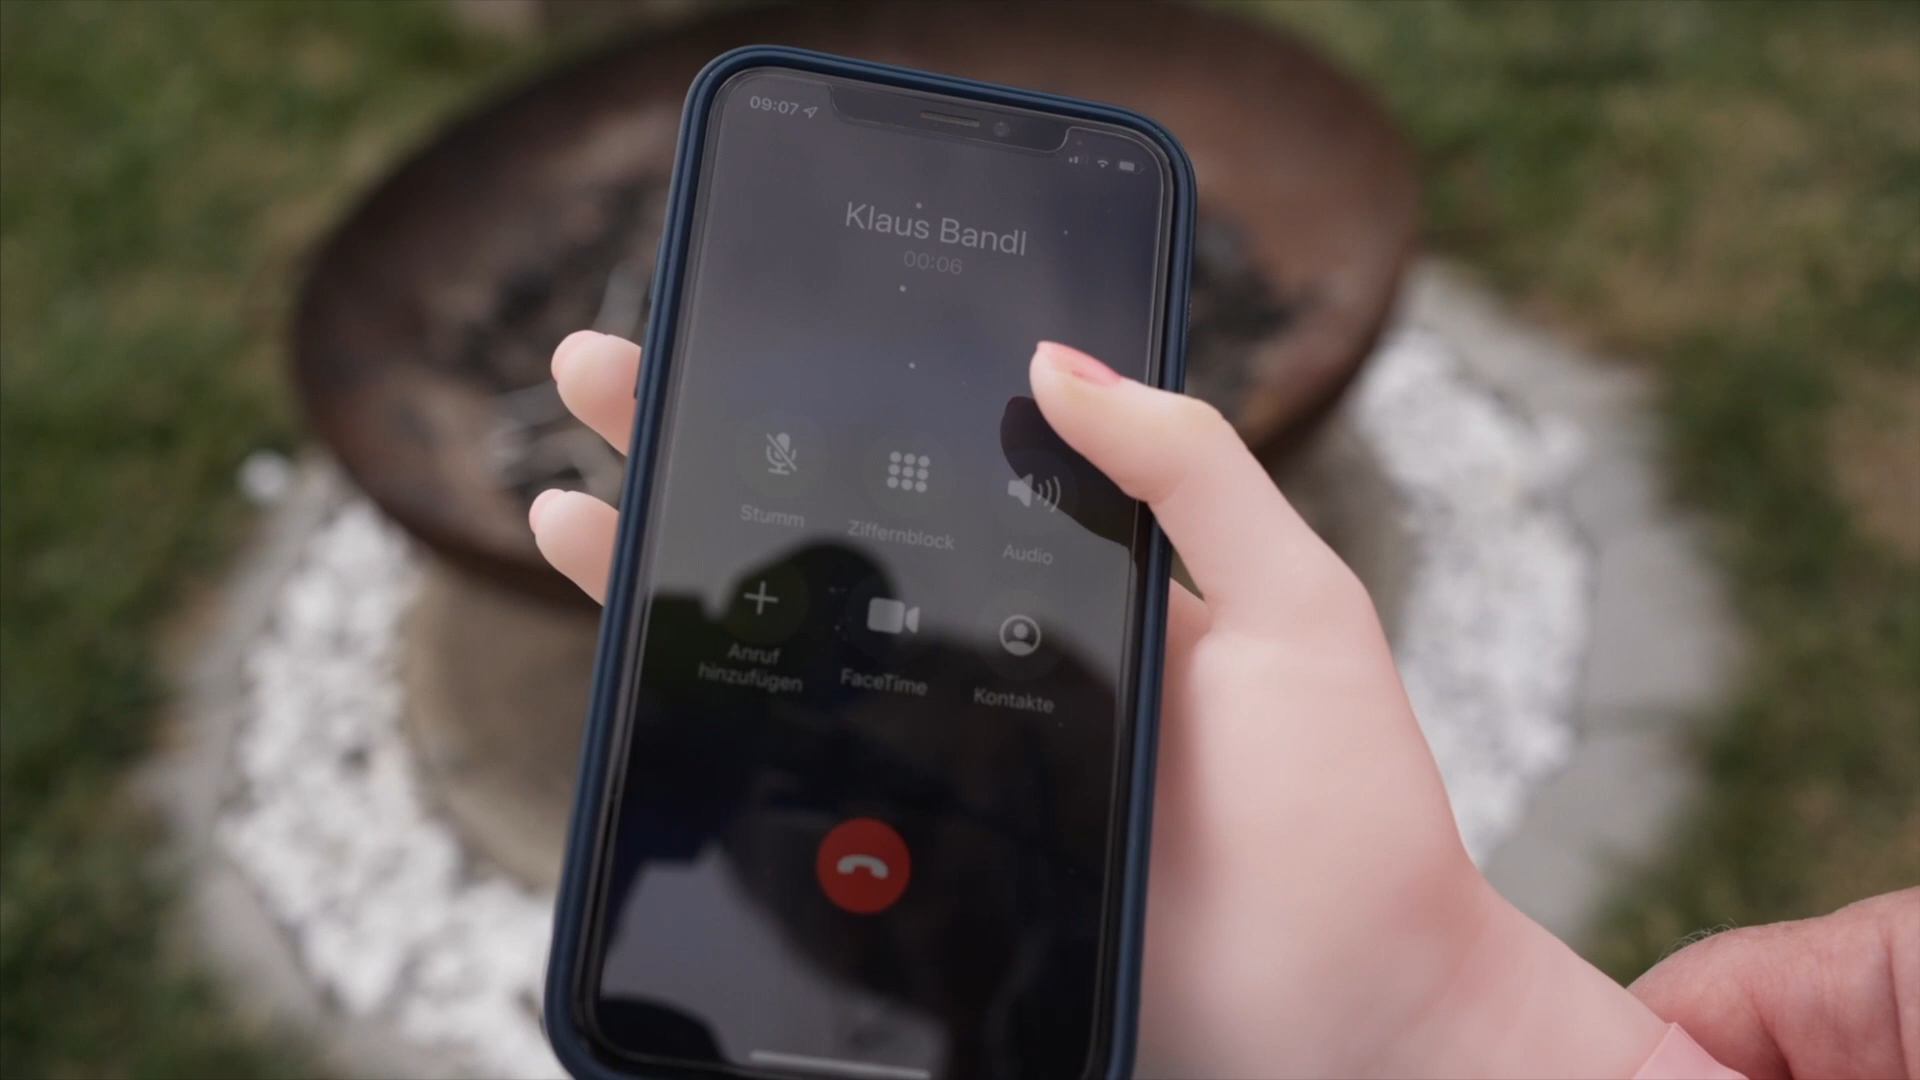 09:07
Klaus Bandl
00:06
Stumm
Ziffernblock
Audio
Anruf
hinzufügen
FaceTime
Kontakte